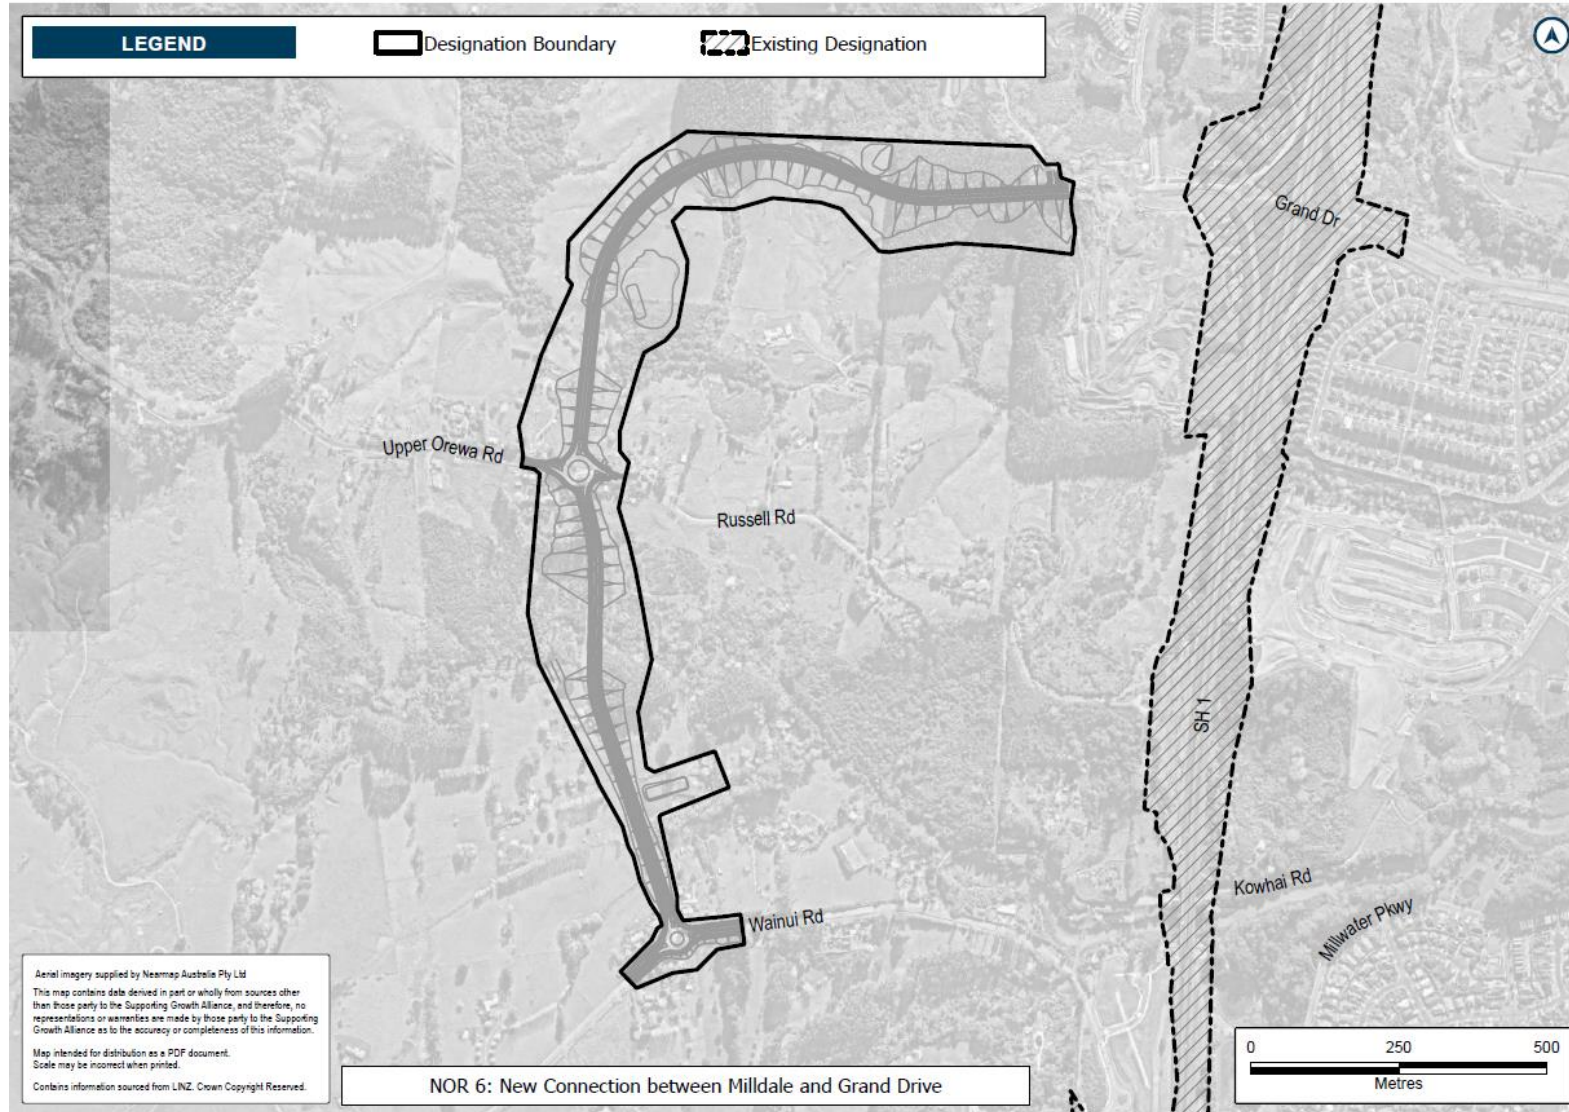 LEGEND
Designation Boundary
Existing Designation
Grand Dr
Upper Orewa Rd
Russell Rd
SH 1
Kowhai Rd
Millwater Pkwy
Wainui Rd
Aerial imagery supplied by Nearmap Australia Pty Ltd
This map contains data derived in part or wholly from sources other
than those party to the Supporting Growth Alliance, and therefore, no
representations or warranties are made by those party to the Supporting
Growth Alliance as to the accuracy or completeness of this information.
Map intended for distribution as a PDF document.
Scale may be incorrect when printed.
Contains information sourced from LINZ. Crown Copyright Reserved.
NOR 6: New Connection between Milldale and Grand Drive
0 250 500
Metres